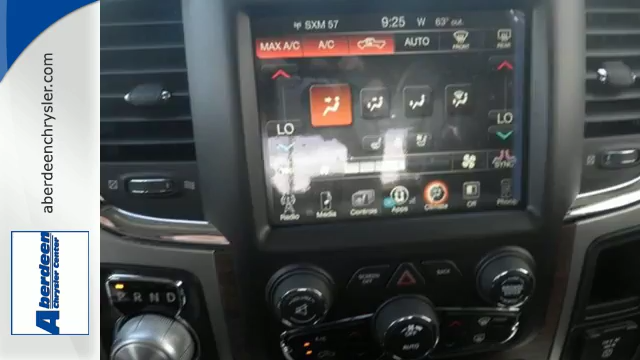 SXM 57 9:25 W 63° out.
MAX A/C A/C AUTO FRONT REAR
LO LO
SYNC
Radio Media Controls Apps Climate Off Phone
SCREEN OFF BACK
P R N D
OFF
A/C AUTO
aberdeenchrysler.com
Aberdeen
chrysler center